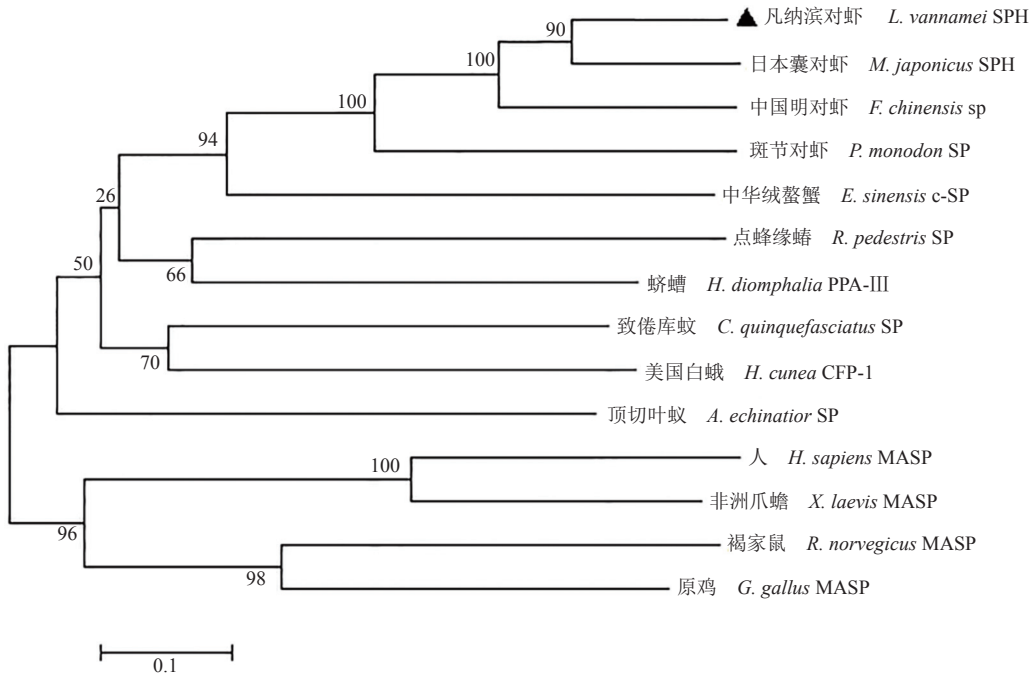 凡纳滨对虾 L. vannamei SPH
90
日本囊对虾 M. japonicus SPH
100
中国明对虾 F. chinensis sp
100
斑节对虾 P. monodon SP
94
中华绒螯蟹 E. sinensis c-SP
26
点蜂缘蝽 R. pedestris SP
50
66
蛴螬 H. diomphalia PPA-III
致倦库蚊 C. quinquefasciatus SP
70
美国白蛾 H. cunea CFP-1
顶切叶蚁 A. echinatior SP
人 H. sapiens MASP
100
非洲爪蟾 X. laevis MASP
96
褐家鼠 R. norvegicus MASP
98
原鸡 G. gallus MASP
0.1